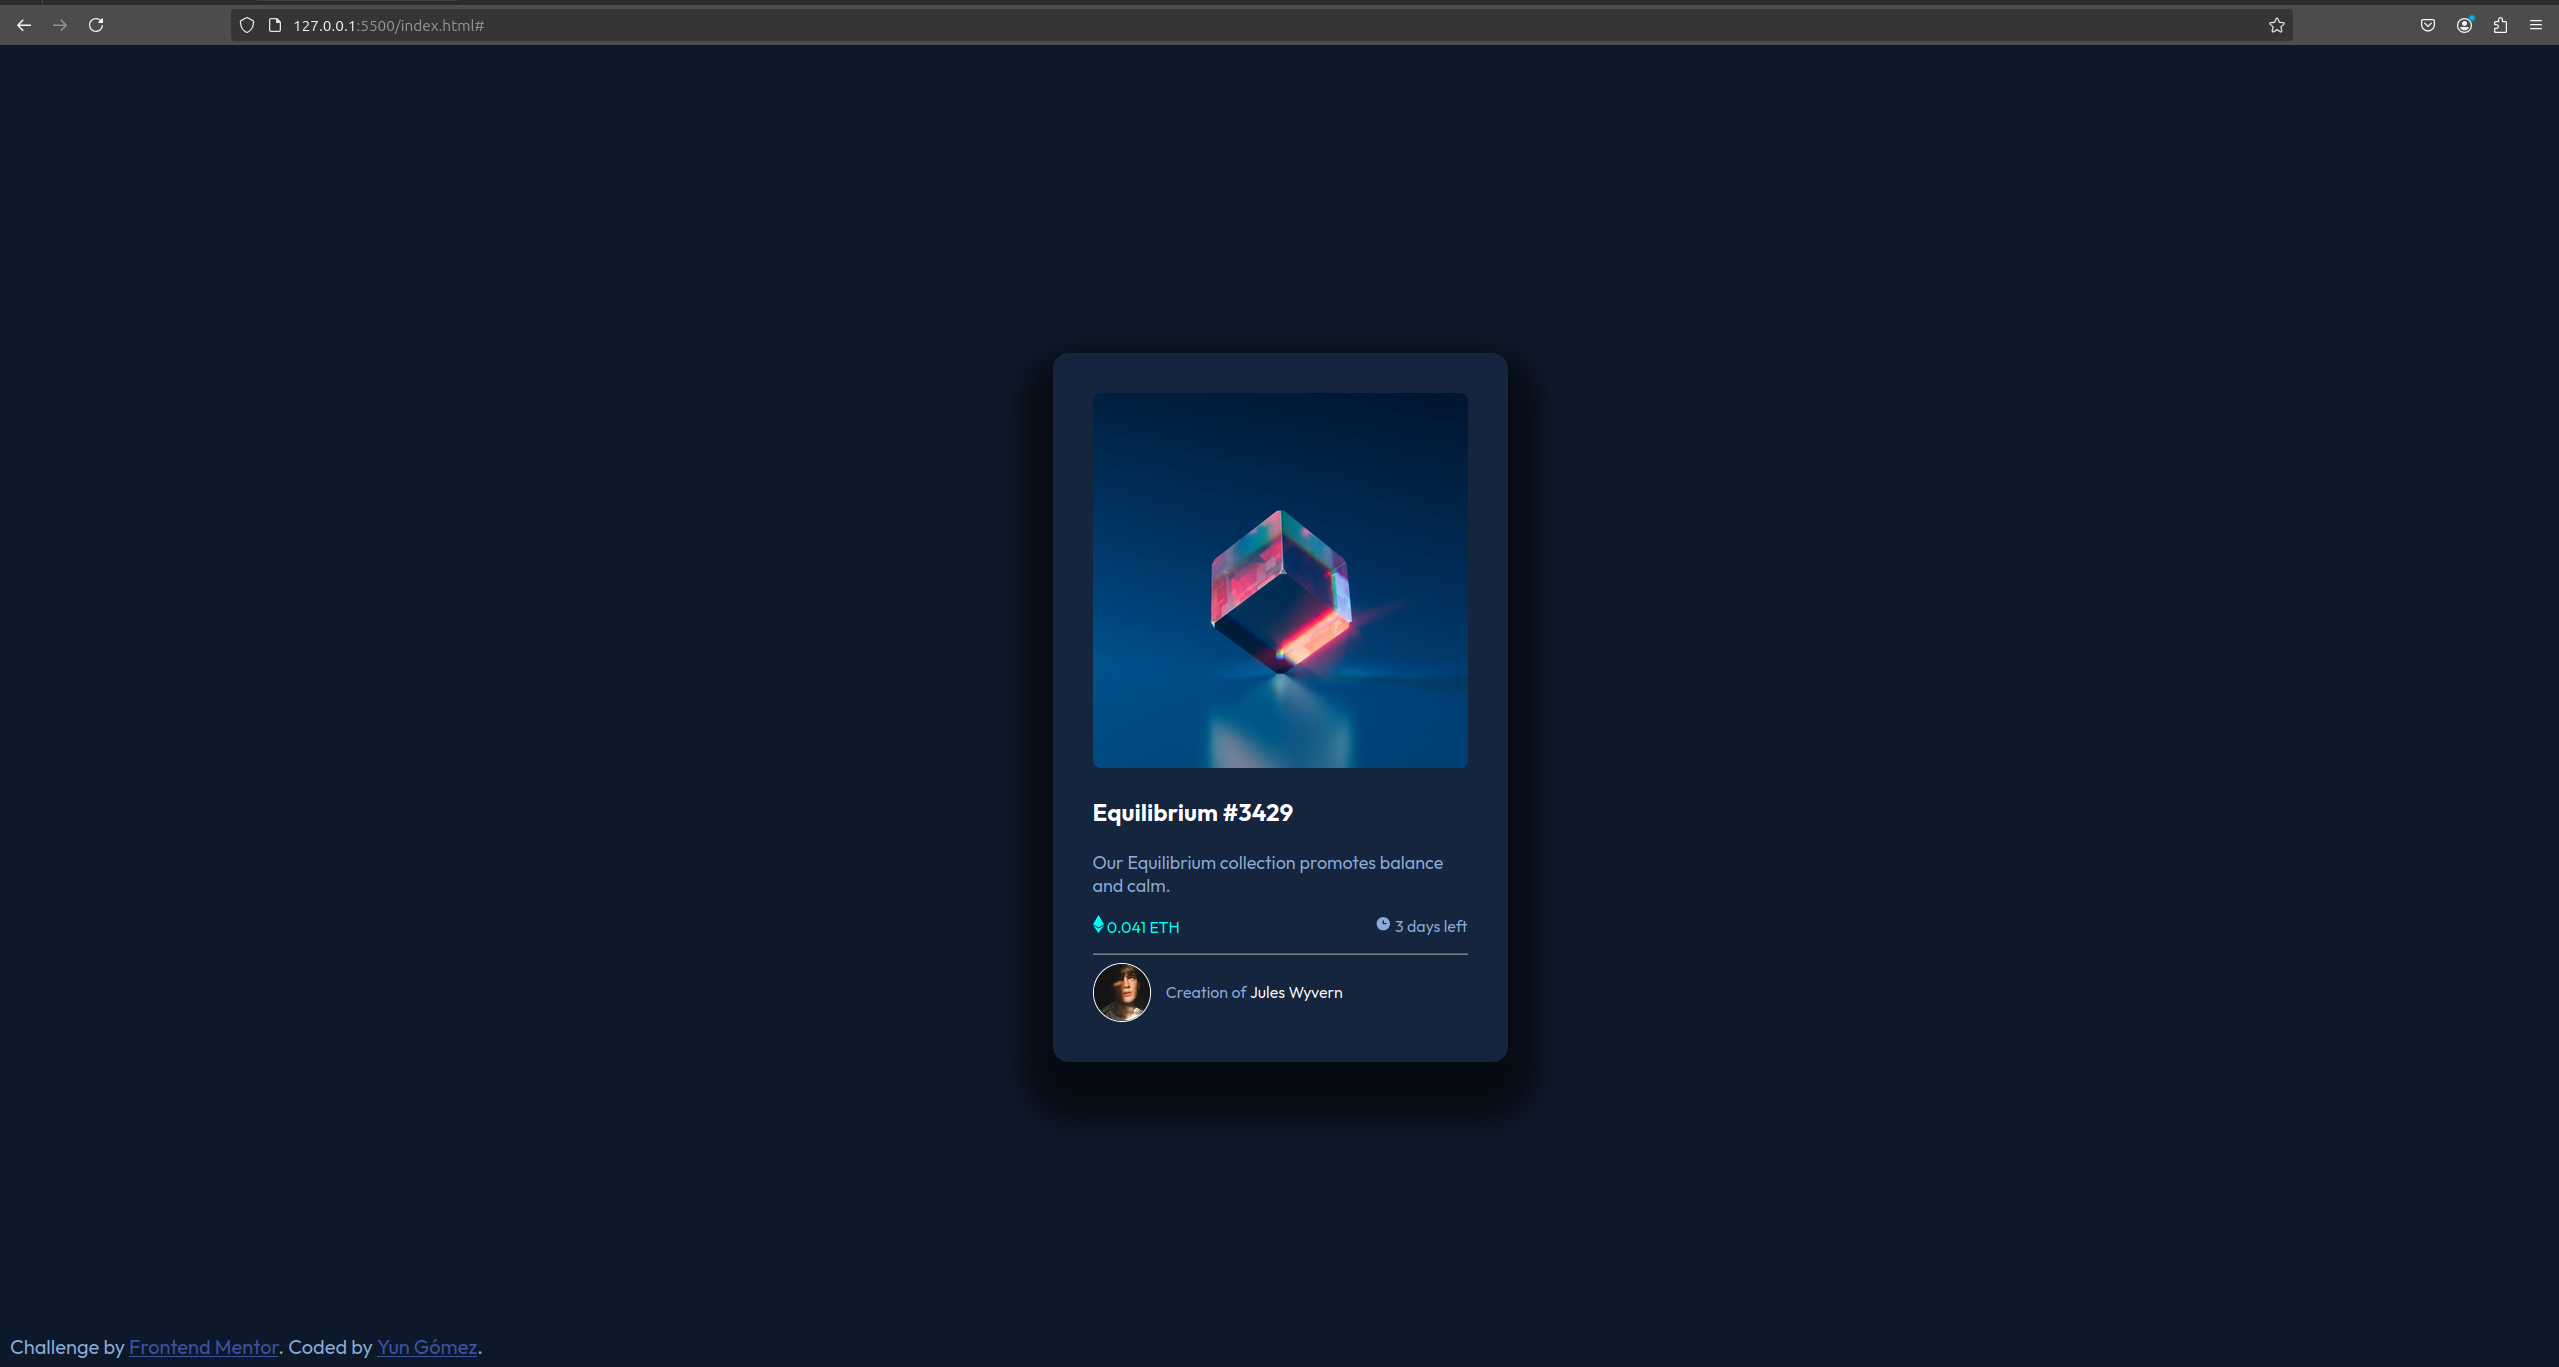 127.0.0.1:5500/index.html#
Equilibrium #3429
Our Equilibrium collection promotes balance
and calm.
0.041 ETH
3 days left
Creation of Jules Wyvern
Challenge by Frontend Mentor. Coded by Yun Gómez.